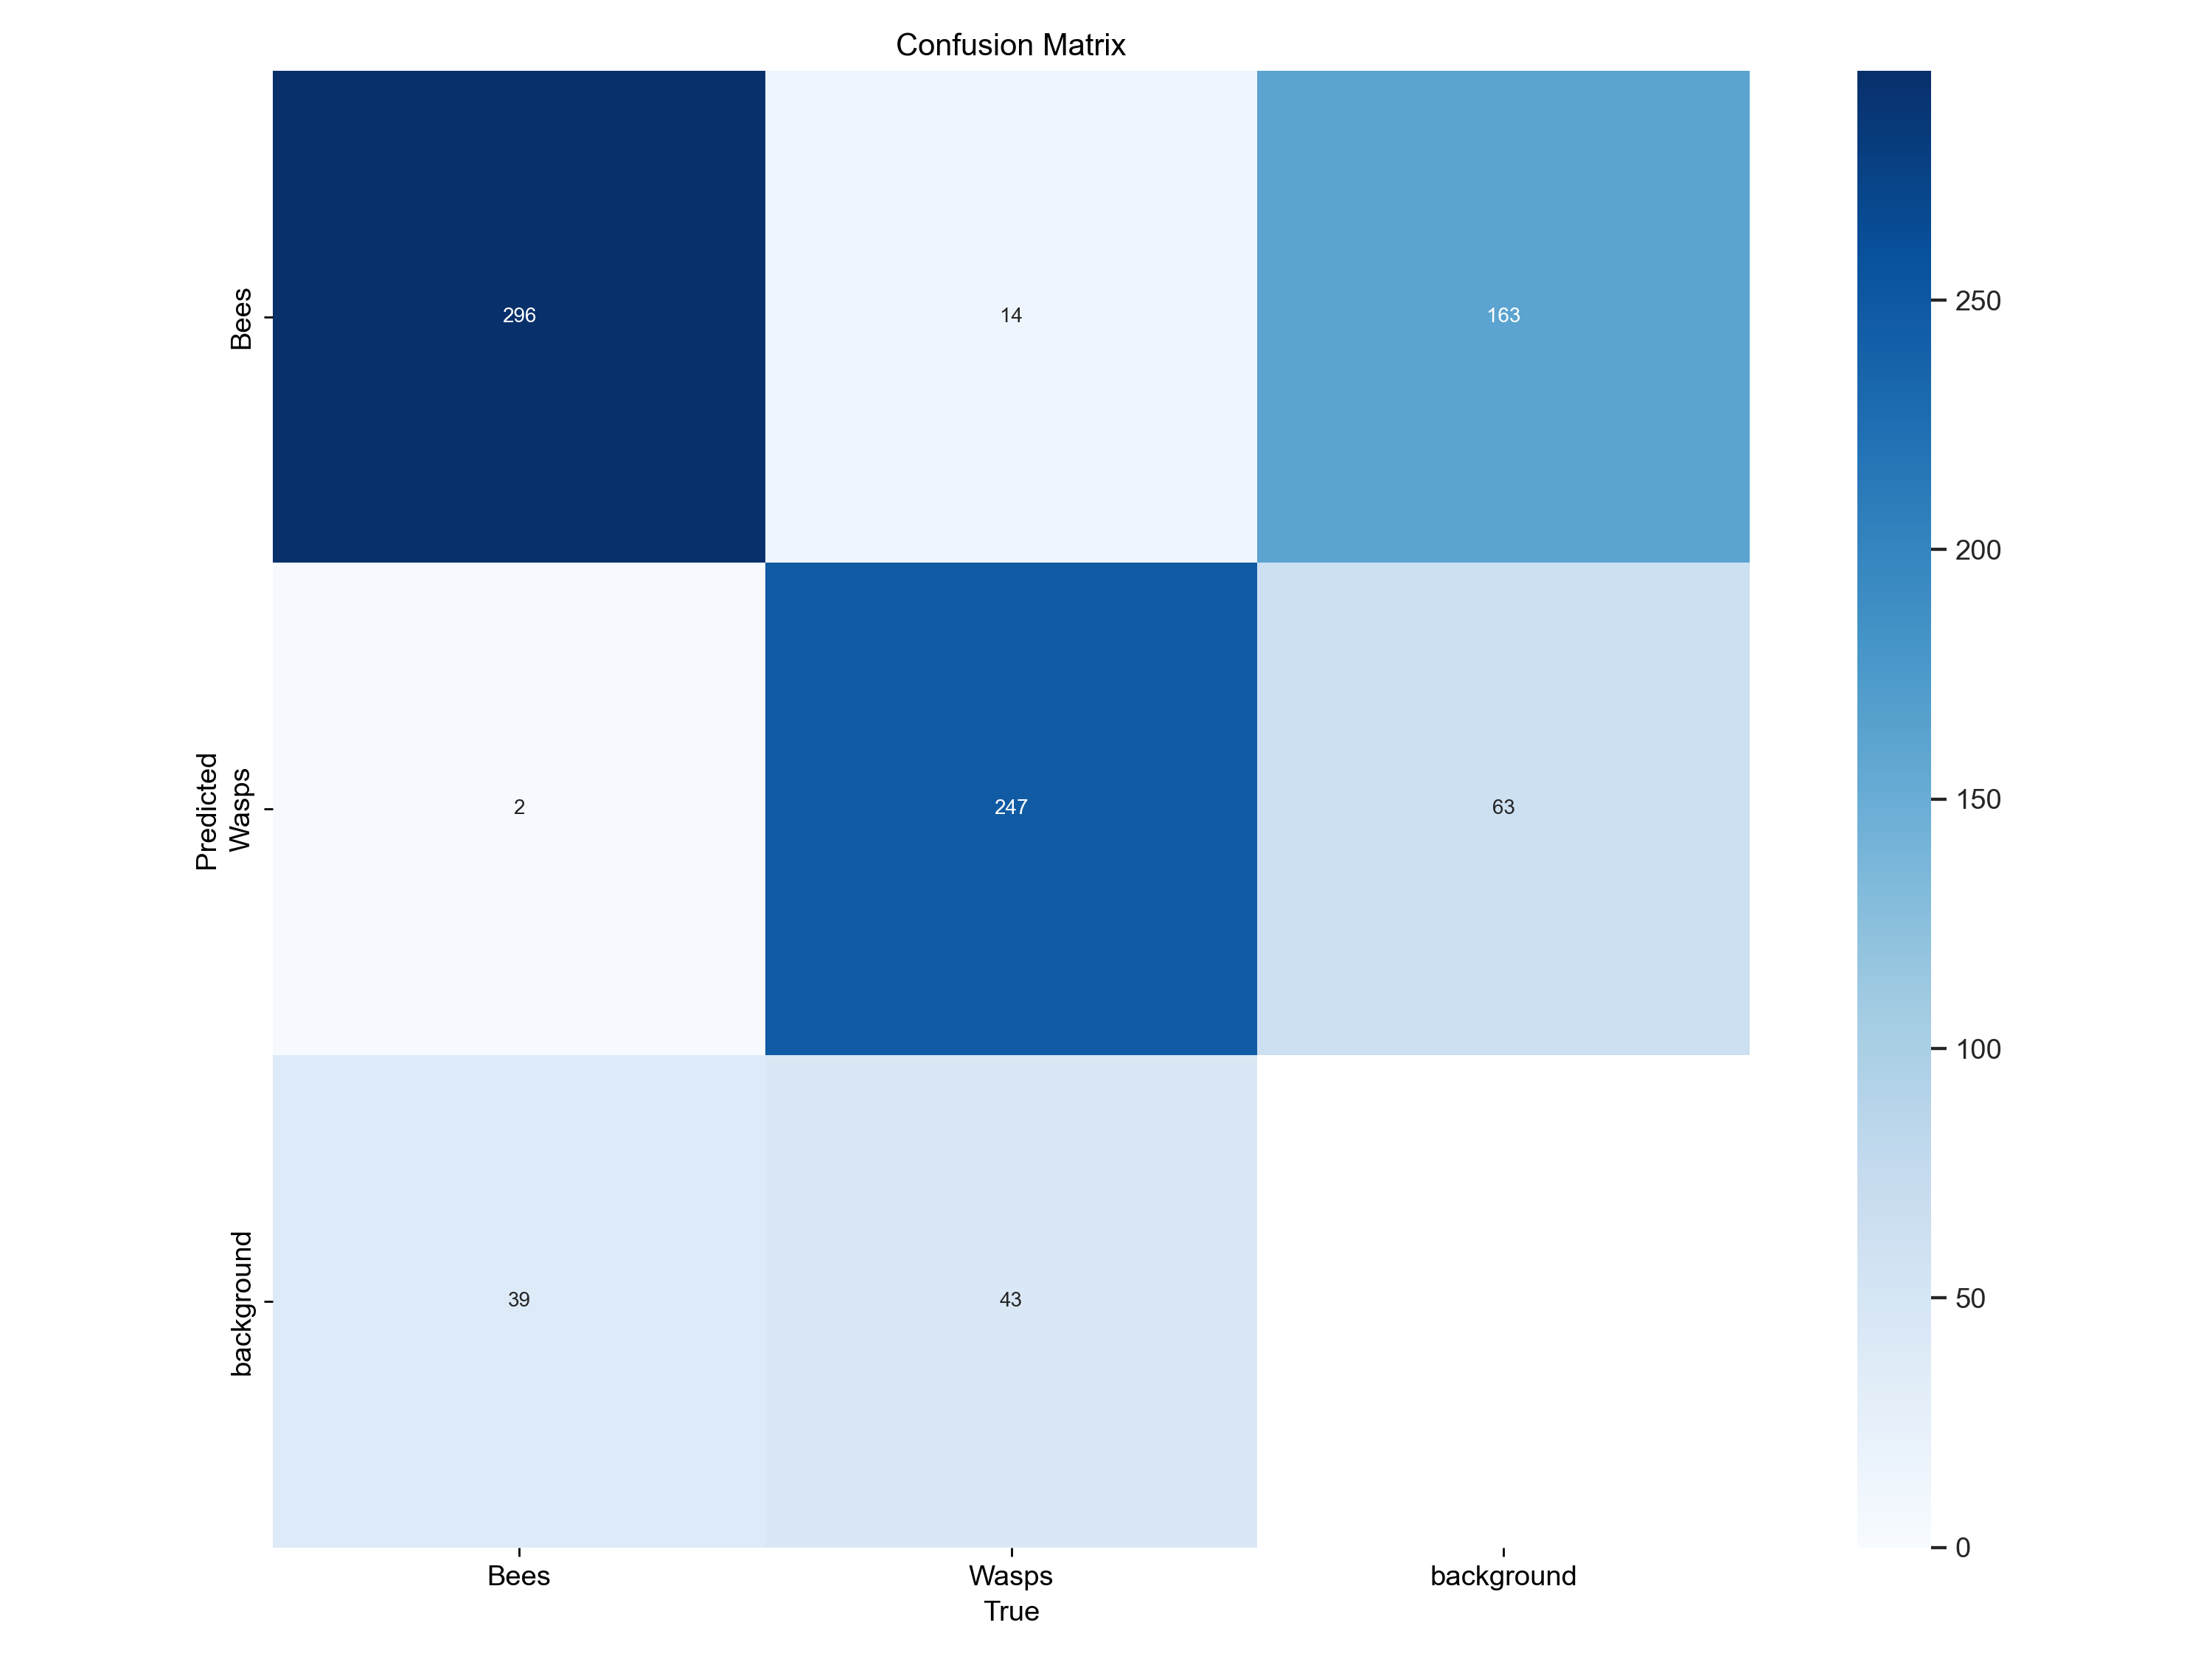 Confusion Matrix
Bees
296
14
163
250
200
Predicted
Wasps
2
247
63
150
100
background
39
43
50
0
Bees
Wasps
background
True